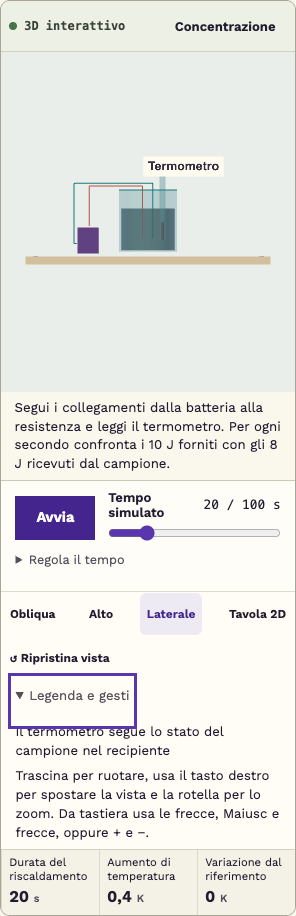 3D interattivo
Concentrazione
Termometro
Segui i collegamenti dalla batteria alla
resistenza e leggi il termometro. Per ogni
secondo confronta i 10 J forniti con gli 8
J ricevuti dal campione.
Avvia
Tempo
simulato
20 / 100 s
▶ Regola il tempo
Obliqua
Alto
Laterale
Tavola 2D
↺ Ripristina vista
▼ Legenda e gesti
Il termometro segue lo stato del
campione nel recipiente
Trascina per ruotare, usa il tasto destro
per spostare la vista e la rotella per lo
zoom. Da tastiera usa le frecce, Maiusc e
frecce, oppure + e −.
Durata del
riscaldamento
20 s
Aumento di
temperatura
0,4 K
Variazione dal
riferimento
0 K